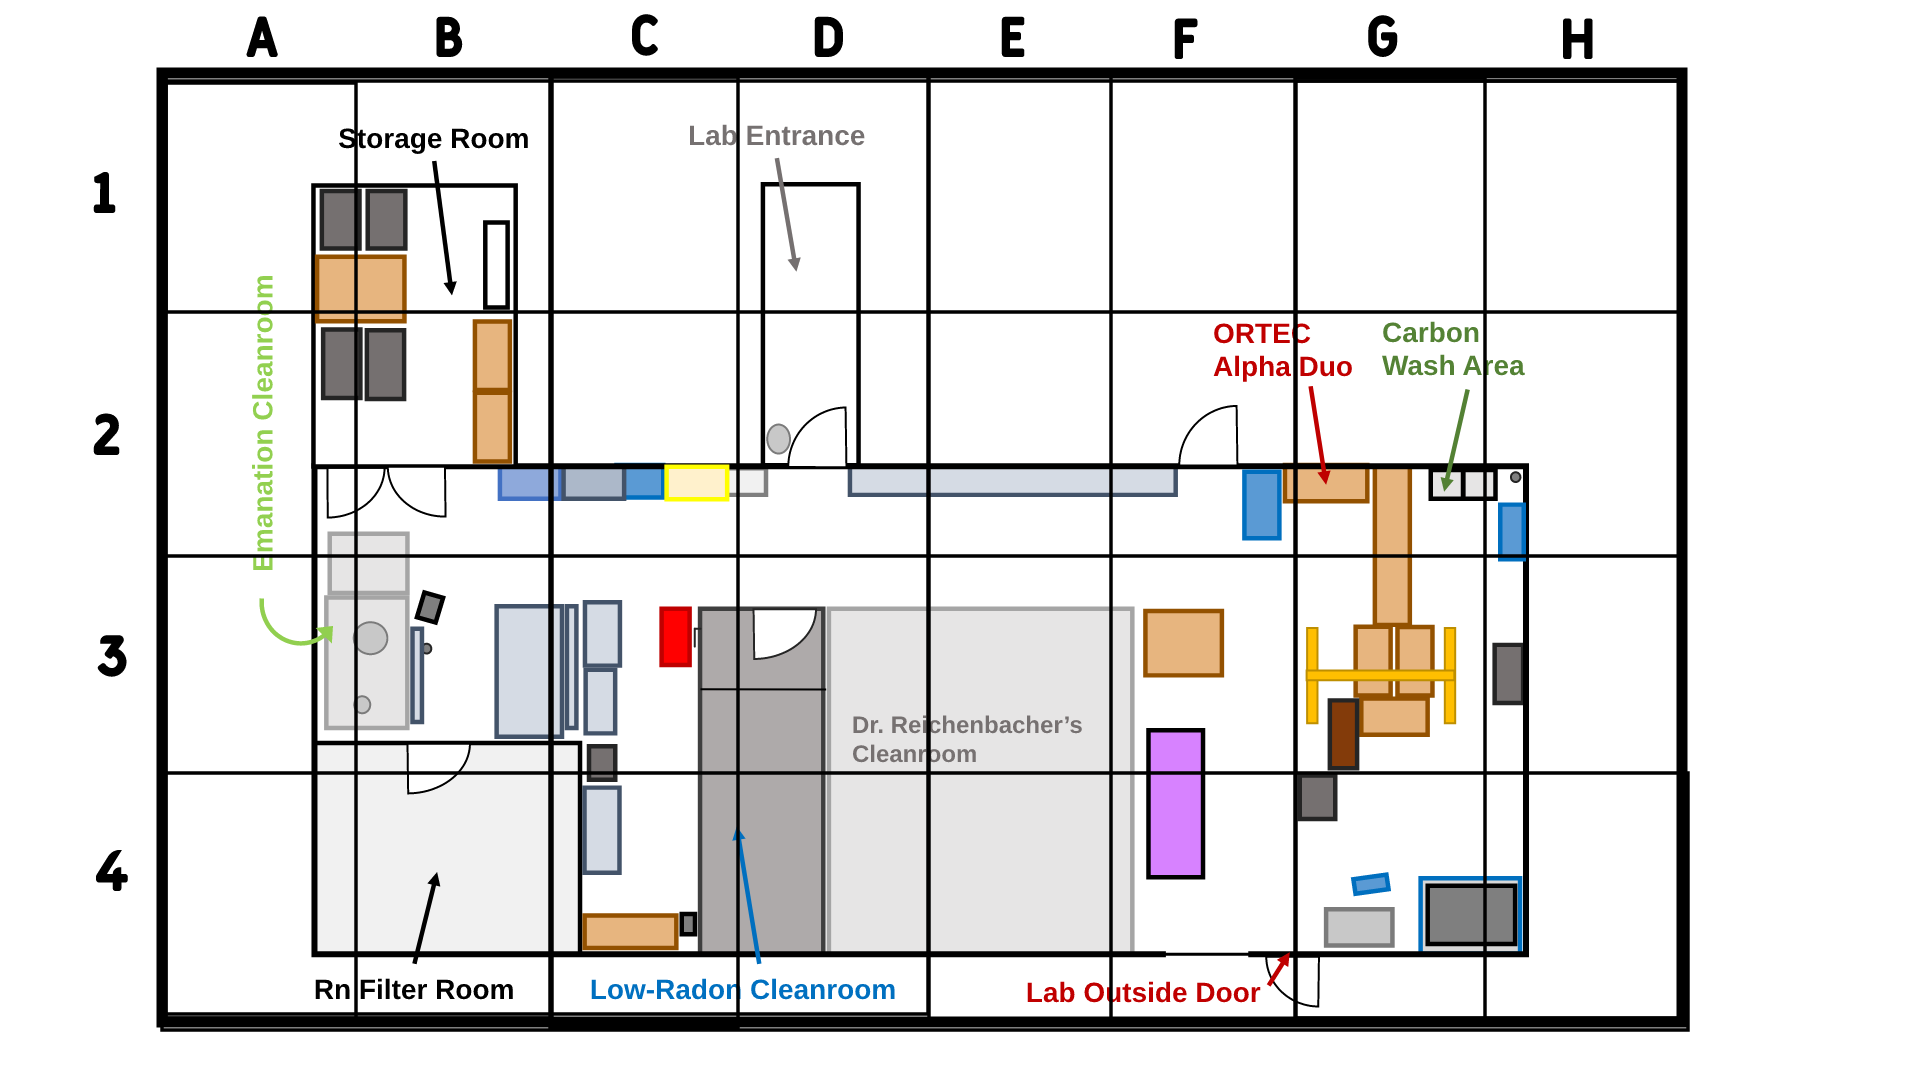 A B C D E F G H
1
Storage Room
Lab Entrance
Emanation Cleanroom
ORTEC
Alpha Duo
Carbon
Wash Area
2
3
Dr. Reichenbacher’s
Cleanroom
4
Rn Filter Room
Low-Radon Cleanroom
Lab Outside Door